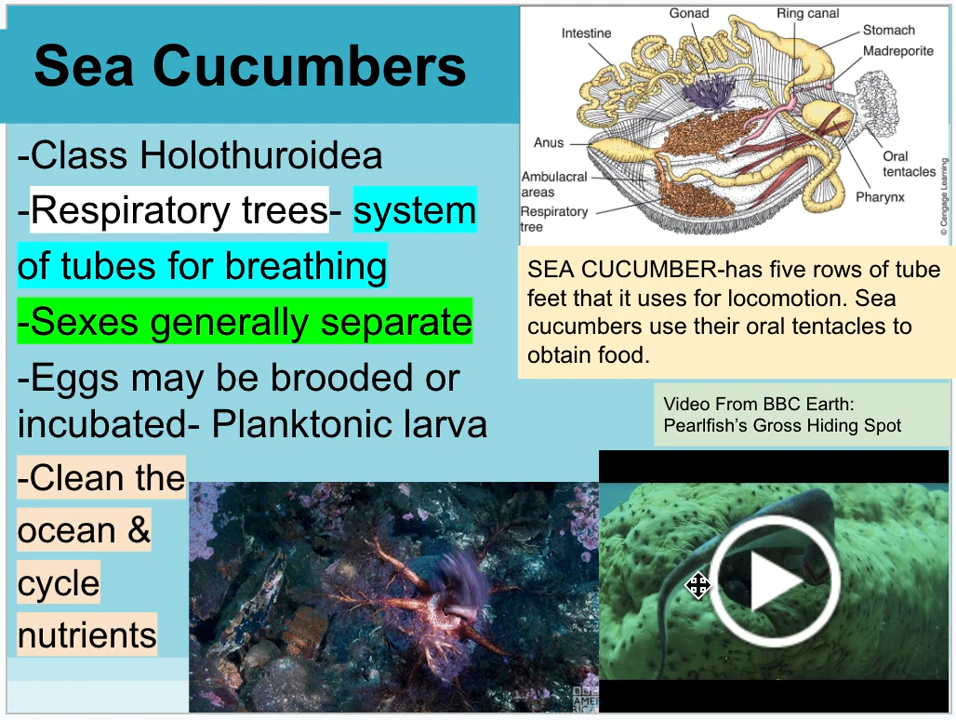 Sea Cucumbers
-Class Holothuroidea
-Respiratory trees- system
of tubes for breathing
-Sexes generally separate
-Eggs may be brooded or
incubated- Planktonic larva
-Clean the
ocean &
cycle
nutrients
Gonad
Ring canal
Intestine
Stomach
Madreporite
Anus
Oral
tentacles
Ambulacral
areas
Pharynx
Respiratory
tree
© Cengage Learning
SEA CUCUMBER-has five rows of tube
feet that it uses for locomotion. Sea
cucumbers use their oral tentacles to
obtain food.
Video From BBC Earth:
Pearlfish's Gross Hiding Spot